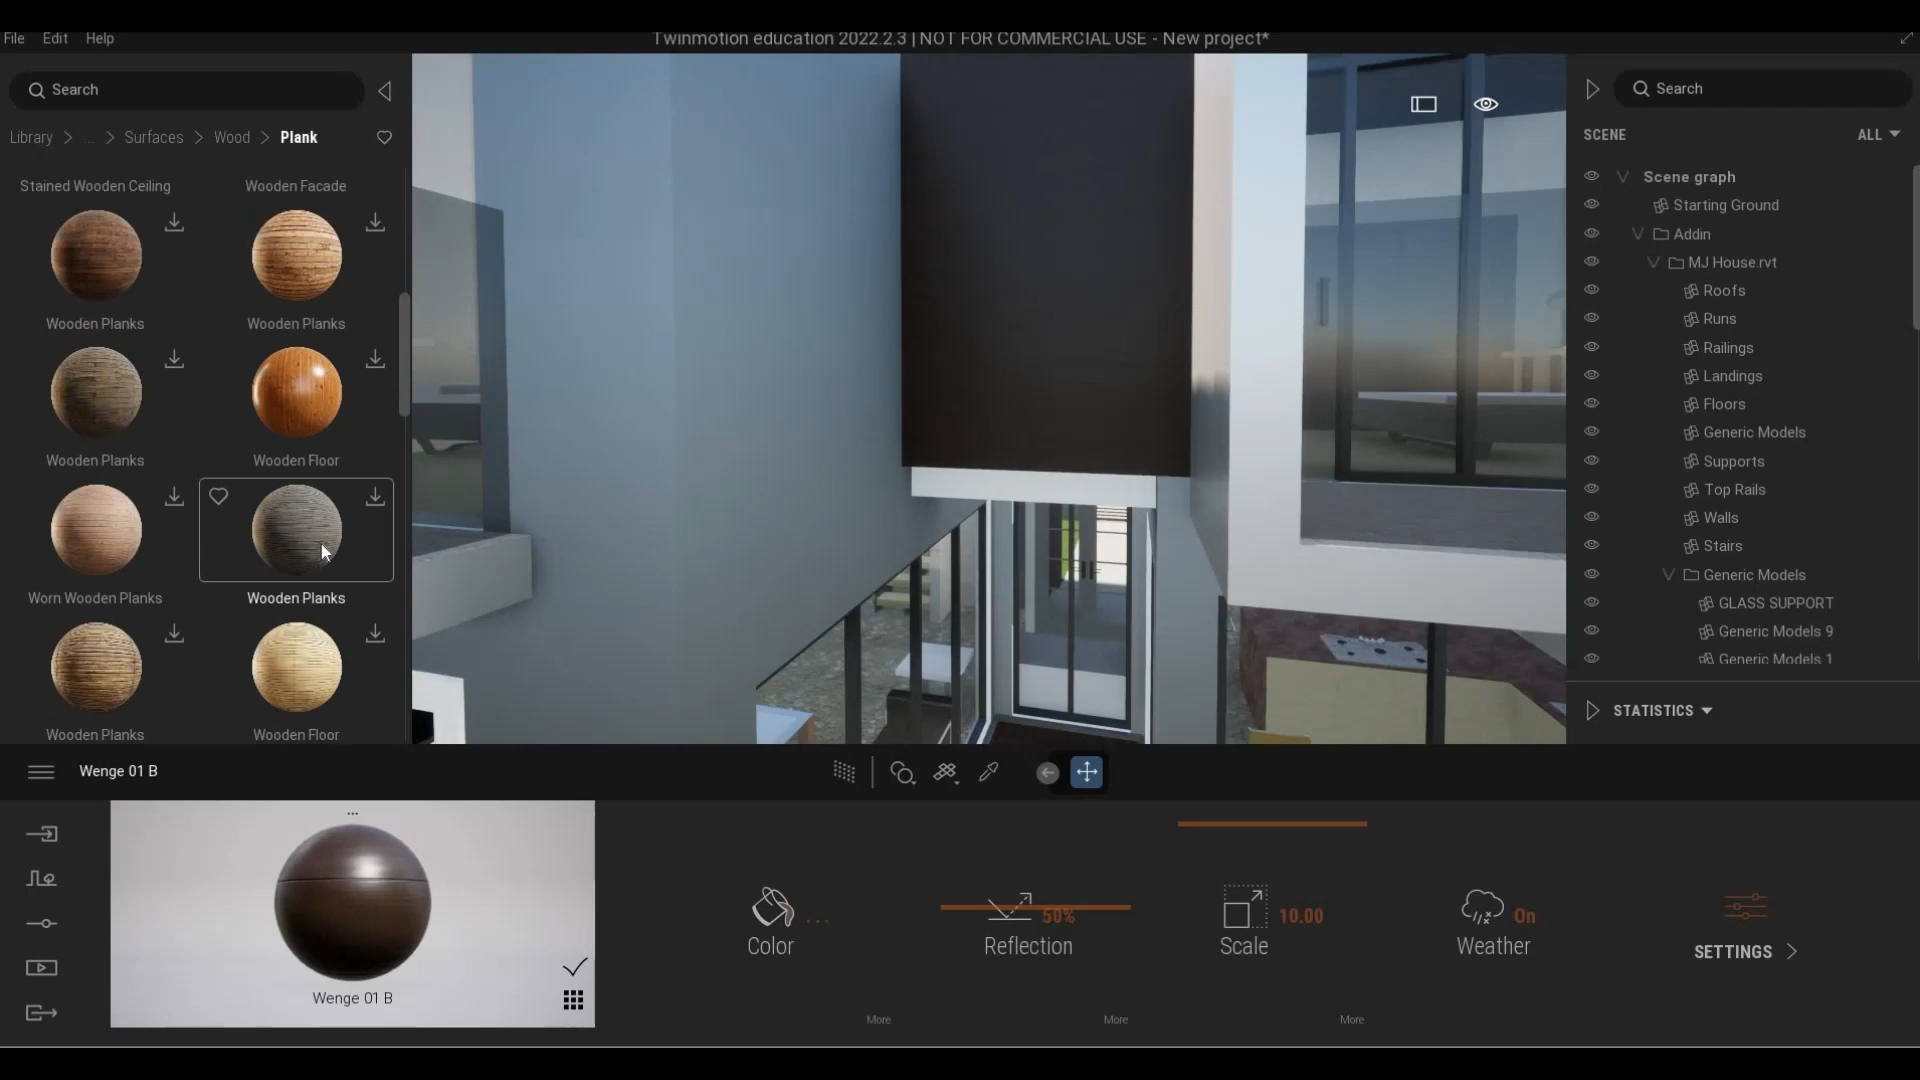 File Edit Help
Twinmotion education 2022.2.3 | NOT FOR COMMERCIAL USE - New project*
Search
Library > ... > Surfaces > Wood > Plank
Stained Wooden Ceiling
Wooden Facade
Wooden Planks
Wooden Planks
Wooden Planks
Wooden Floor
Worn Wooden Planks
Wooden Planks
Wooden Planks
Wooden Floor
Search
SCENE
ALL
Scene graph
Starting Ground
Addin
MJ House.rvt
Roofs
Runs
Railings
Landings
Floors
Generic Models
Supports
Top Rails
Walls
Stairs
Generic Models
GLASS SUPPORT
Generic Models 9
Generic Models 1
STATISTICS
Wenge 01 B
...
Wenge 01 B
Color ...
Reflection 50%
Scale 10.00
Weather On
SETTINGS
More
More
More